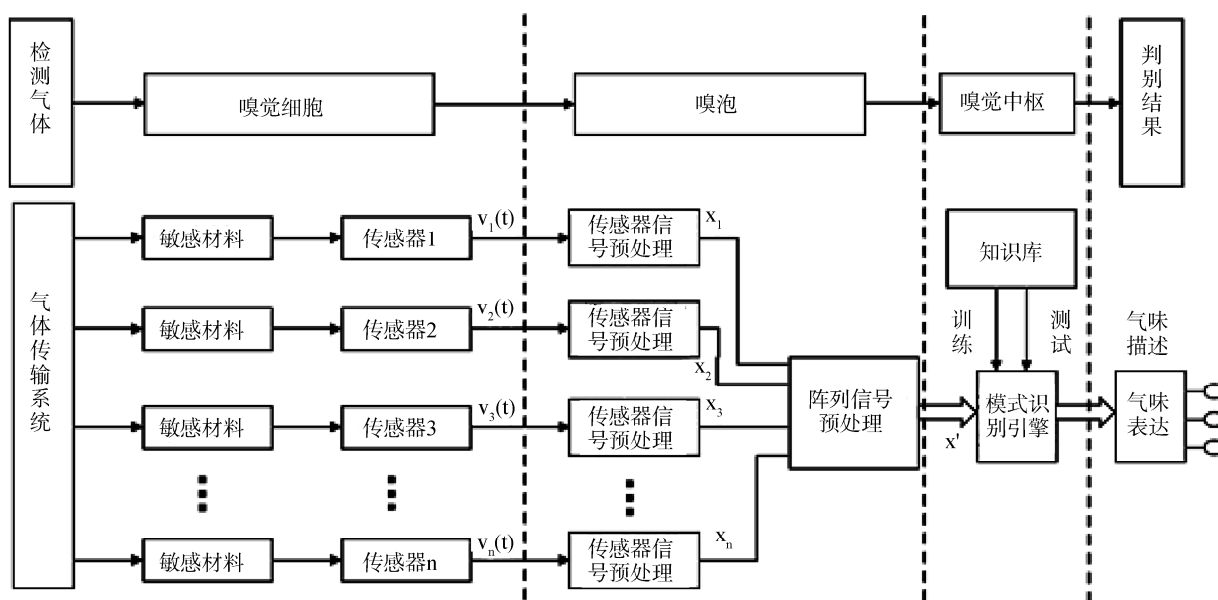 检测气体
嗅觉细胞
嗅泡
嗅觉中枢
判别结果
气体传输系统
敏感材料
传感器1
v₁(t)
传感器信
号预处理
x₁
敏感材料
传感器2
v₂(t)
传感器信
号预处理
x₂
敏感材料
传感器3
v₃(t)
传感器信
号预处理
x₃
敏感材料
传感器n
vₙ(t)
传感器信
号预处理
xₙ
阵列信号
预处理
x'
知识库
训练
测试
模式识
别引擎
气味
描述
气味
表达